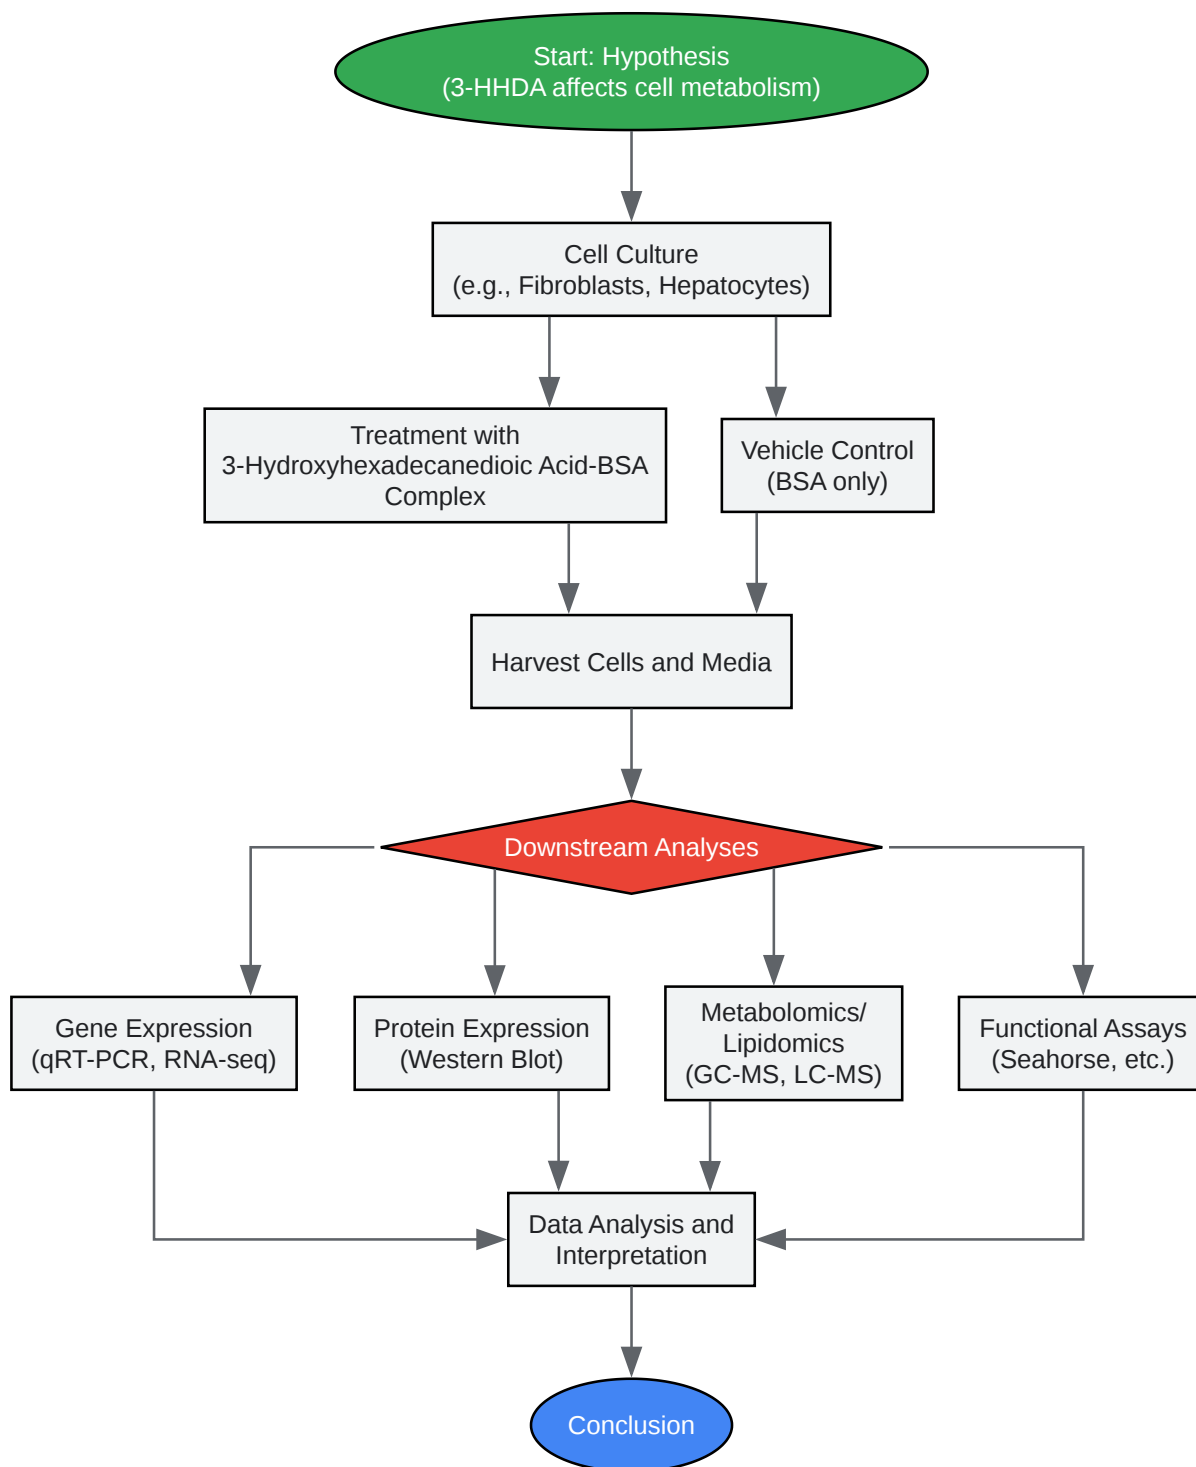 Start: Hypothesis
(3-HHDA affects cell metabolism)
Cell Culture
(e.g., Fibroblasts, Hepatocytes)
Treatment with
3-Hydroxyhexadecanedioic Acid-BSA
Complex
Vehicle Control
(BSA only)
Harvest Cells and Media
Downstream Analyses
Gene Expression
(qRT-PCR, RNA-seq)
Protein Expression
(Western Blot)
Metabolomics/
Lipidomics
(GC-MS, LC-MS)
Functional Assays
(Seahorse, etc.)
Data Analysis and
Interpretation
Conclusion